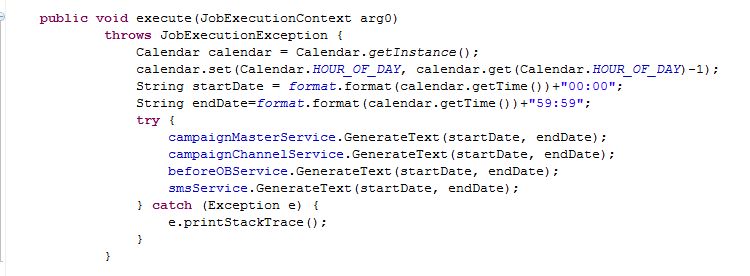 public void execute(JobExecutionContext arg0)
        throws JobExecutionException {
            Calendar calendar = Calendar.getInstance();
            calendar.set(Calendar.HOUR_OF_DAY, calendar.get(Calendar.HOUR_OF_DAY)-1);
            String startDate = format.format(calendar.getTime())+"00:00";
            String endDate=format.format(calendar.getTime())+"59:59";
            try {
                campaignMasterService.GenerateText(startDate, endDate);
                campaignChannelService.GenerateText(startDate, endDate);
                beforeOBService.GenerateText(startDate, endDate);
                smsService.GenerateText(startDate, endDate);
            } catch (Exception e) {
                e.printStackTrace();
            }
        }